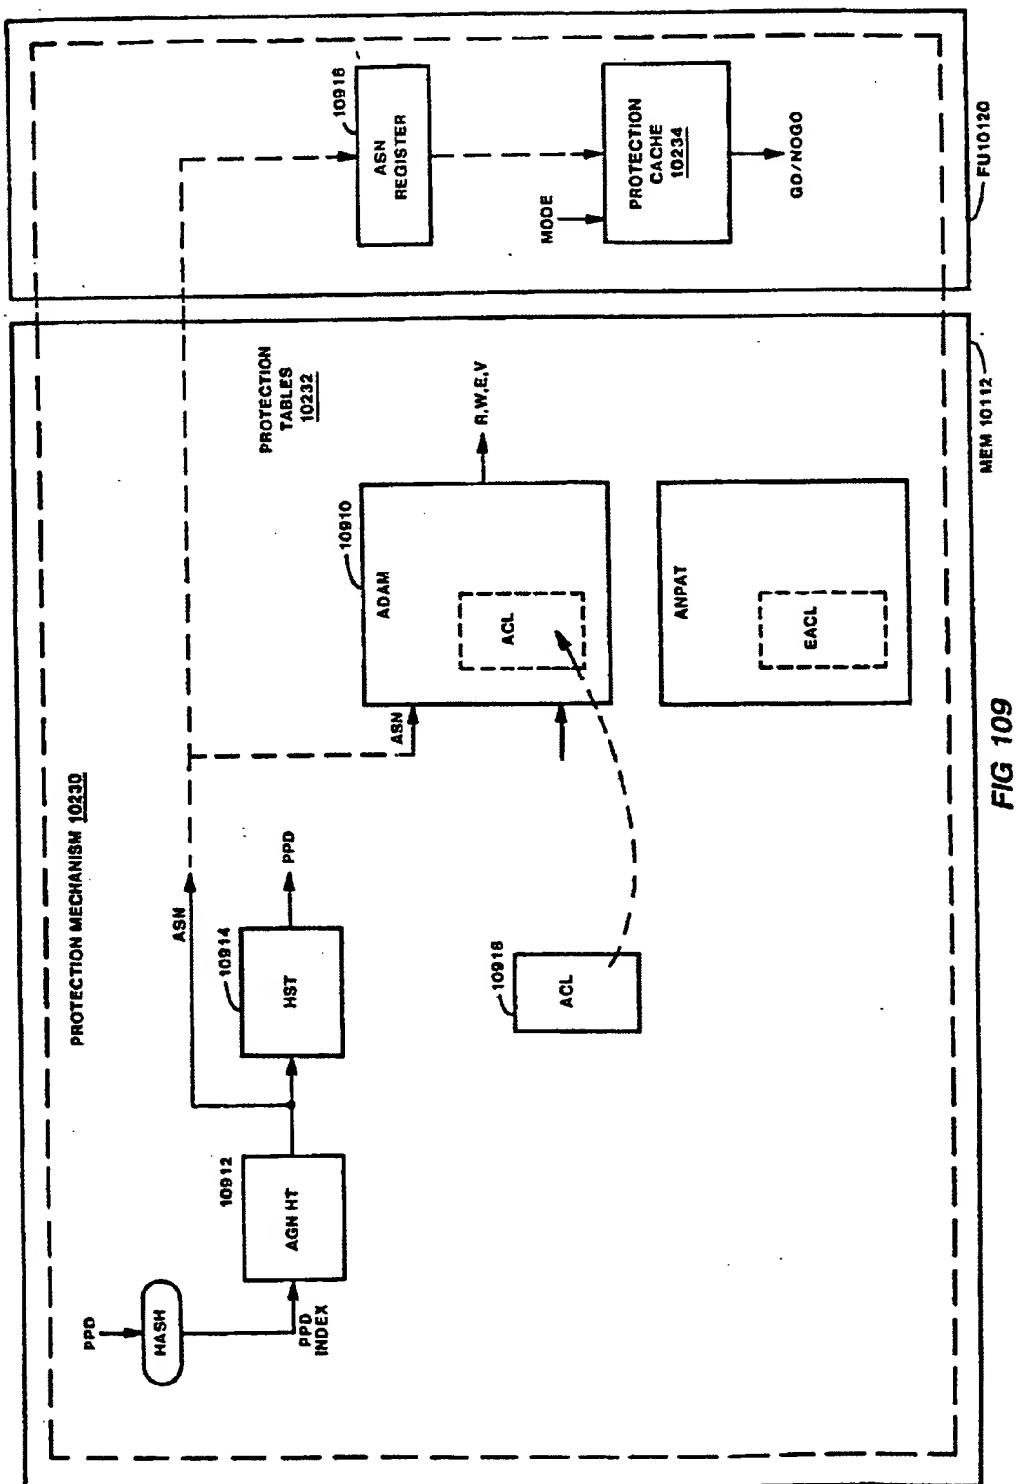 PROTECTION MECHANISM 10230
PPD
HASH
PPD
INDEX
10912
AGN HT
ASN
10914
HST
PPD
10918
ACL
PROTECTION
TABLES
10232
10910
ADAM
ASN
ACL
R,W,E,V
ANPAT
EACL
MEM 10112
10916
ASN
REGISTER
MODE
PROTECTION
CACHE
10234
GO/NOGO
FU10120
FIG 109